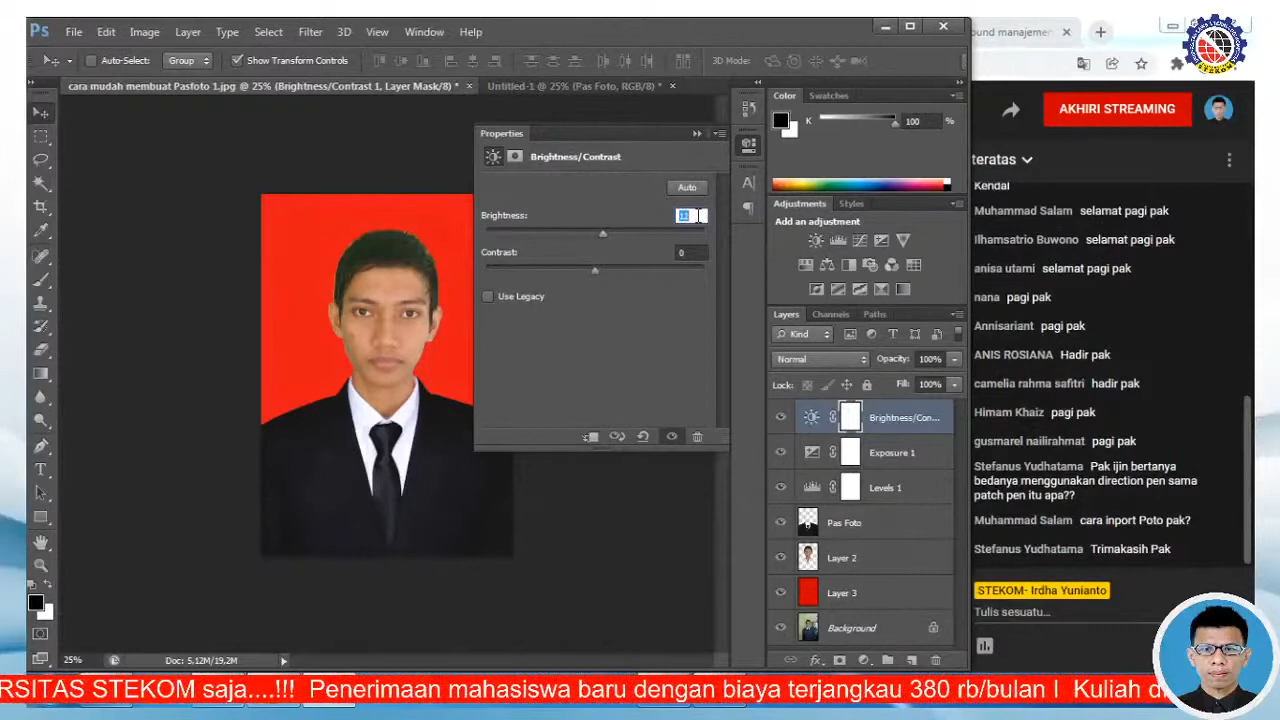 Ps File Edit Image Layer Type Select Filter 3D View Window Help
Auto-Select: Group Show Transform Controls 3D Mode:
cara mudah membuat Pasfoto 1.jpg @ 25% (Brightness/Contrast 1, Layer Mask/8) * ×
Untitled-1 @ 25% (Pas Foto, RGB/8) * ×
Properties
Brightness/Contrast
Auto
Brightness:
Contrast: 0
Use Legacy
Color Swatches
K 100 %
Adjustments Styles
Add an adjustment
Layers Channels Paths
Kind
Normal Opacity: 100%
Lock: Fill: 100%
Brightness/Con...
Exposure 1
Levels 1
Pas Foto
Layer 2
Layer 3
Background
25% Doc: 5,12M/19,2M
ound manajemen
STEKOM
AKHIRI STREAMING
teratas
Kendal
Muhammad Salam selamat pagi pak
Ilhamsatrio Buwono selamat pagi pak
anisa utami selamat pagi pak
nana pagi pak
Annisariant pagi pak
ANIS ROSIANA Hadir pak
camelia rahma safitri hadir pak
Himam Khaiz pagi pak
gusmarel nailirahmat pagi pak
Stefanus Yudhatama Pak ijin bertanya
bedanya menggunakan direction pen sama
patch pen itu apa??
Muhammad Salam cara inport Poto pak?
Stefanus Yudhatama Trimakasih Pak
STEKOM- Irdha Yunianto
Tulis sesuatu...
RSITAS STEKOM saja....!!! Penerimaan mahasiswa baru dengan biaya terjangkau 380 rb/bulan I Kuliah di